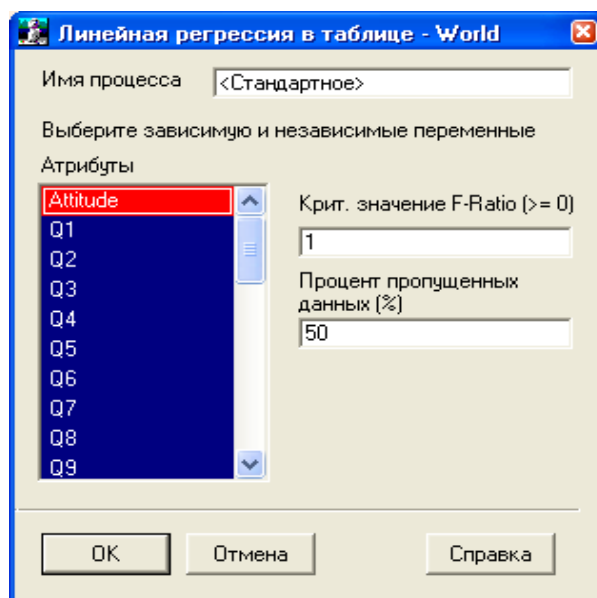 Линейная регрессия в таблице - World
Имя процесса <Стандартное>
Выберите зависимую и независимые переменные
Атрибуты
Attitude
Q1
Q2
Q3
Q4
Q5
Q6
Q7
Q8
Q9
Крит. значение F-Ratio (>= 0)
1
Процент пропущенных
данных (%)
50
OK Отмена Справка